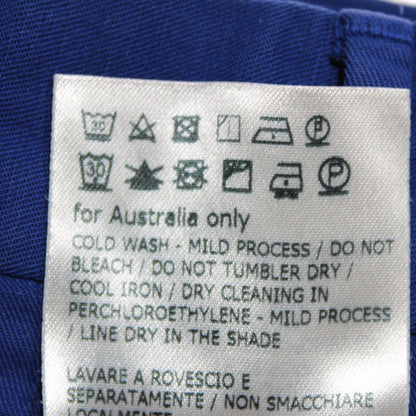 30 P
30 P
for Australia only
COLD WASH - MILD PROCESS / DO NOT
BLEACH / DO NOT TUMBLER DRY /
COOL IRON / DRY CLEANING IN
PERCHLOROETHYLENE - MILD PROCESS
/ LINE DRY IN THE SHADE
LAVARE A ROVESCIO E
SEPARATAMENTE / NON SMACCHIARE
LOCALMENTE